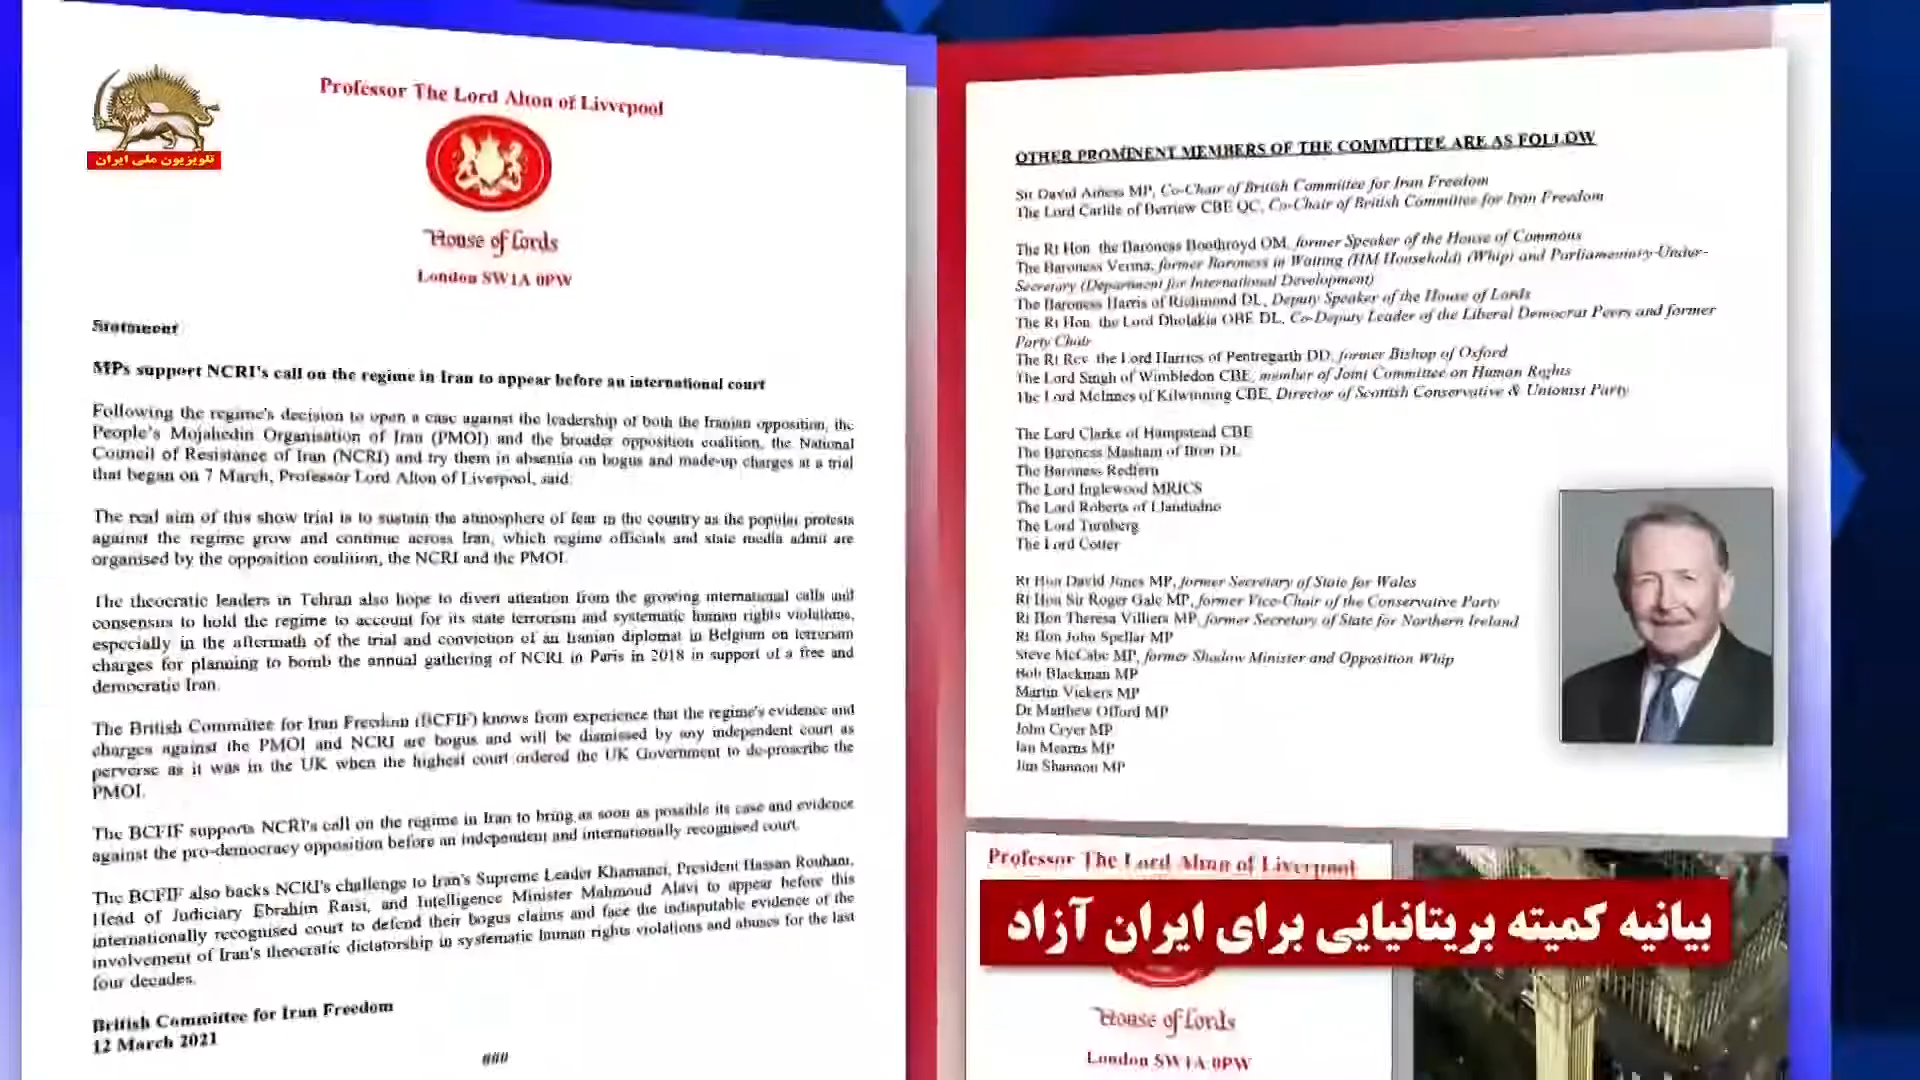 تلویزیون ملی ایران
Professor The Lord Alton of Livverpool
House of Lords
London SW1A 0PW
Statement
MPs support NCRI's call on the regime in Iran to appear before an international court
Following the regime's decision to open a case against the leadership of both the Iranian opposition, the
People's Mojahedin Organisation of Iran (PMOI) and the broader opposition coalition, the National
Council of Resistance of Iran (NCRI) and try them in absentia on bogus and made-up charges at a trial
that began on 7 March, Professor Lord Alton of Liverpool, said:
The real aim of this show trial is to sustain the atmosphere of fear in the country as the popular protests
against the regime grow and continue across Iran, which regime officials and state media admit are
organised by the opposition coalition, the NCRI and the PMOI.
The theocratic leaders in Tehran also hope to divert attention from the growing international calls and
consensus to hold the regime to account for its state terrorism and systematic human rights violations,
especially in the aftermath of the trial and conviction of an Iranian diplomat in Belgium on terrorism
charges for planning to bomb the annual gathering of NCRI in Paris in 2018 in support of a free and
democratic Iran.
The British Committee for Iran Freedom (BCFIF) knows from experience that the regime's evidence and
charges against the PMOI and NCRI are bogus and will be dismissed by any independent court as
perverse as it was in the UK when the highest court ordered the UK Government to de-proscribe the
PMOI.
The BCFIF supports NCRI's call on the regime in Iran to bring as soon as possible its case and evidence
against the pro-democracy opposition before an independent and internationally recognised court.
The BCFIF also backs NCRI's challenge to Iran's Supreme Leader Khamanei, President Hassan Rouhani,
Head of Judiciary Ebrahim Raisi, and Intelligence Minister Mahmoud Alavi to appear before this
internationally recognised court to defend their bogus claims and face the indisputable evidence of the
involvement of Iran's theocratic dictatorship in systematic human rights violations and abuses for the last
four decades.
British Committee for Iran Freedom
12 March 2021
###
OTHER PROMINENT MEMBERS OF THE COMMITTEE ARE AS FOLLOW
Sir David Amess MP, Co-Chair of British Committee for Iran Freedom
The Lord Carlile of Berriew CBE QC, Co-Chair of British Committee for Iran Freedom
The Rt Hon. the Baroness Boothroyd OM, former Speaker of the House of Commons
The Baroness Verma, former Baroness in Waiting (HM Household) (Whip) and Parliamentary-Under-
Secretary (Department for International Development)
The Baroness Harris of Richmond DL, Deputy Speaker of the House of Lords
The Rt Hon. the Lord Dholakia OBE DL, Co-Deputy Leader of the Liberal Democrat Peers and former
Party Chair
The Rt Rev. the Lord Harries of Pentregarth DD, former Bishop of Oxford
The Lord Singh of Wimbledon CBE, member of Joint Committee on Human Rights
The Lord McInnes of Kilwinning CBE, Director of Scottish Conservative & Unionist Party
The Lord Clarke of Hampstead CBE
The Baroness Masham of Ilton DL
The Baroness Redfern
The Lord Inglewood MRICS
The Lord Roberts of Llandudno
The Lord Turnberg
The Lord Cotter
Rt Hon David Jones MP, former Secretary of State for Wales
Rt Hon Sir Roger Gale MP, former Vice-Chair of the Conservative Party
Rt Hon Theresa Villiers MP, former Secretary of State for Northern Ireland
Rt Hon John Spellar MP
Steve McCabe MP, former Shadow Minister and Opposition Whip
Bob Blackman MP
Martin Vickers MP
Dr Matthew Offord MP
John Cryer MP
Ian Mearns MP
Jim Shannon MP
Professor The Lord Alton of Livverpool
بیانیه کمیته بریتانیایی برای ایران آزاد
House of Lords
London SW1A 0PW